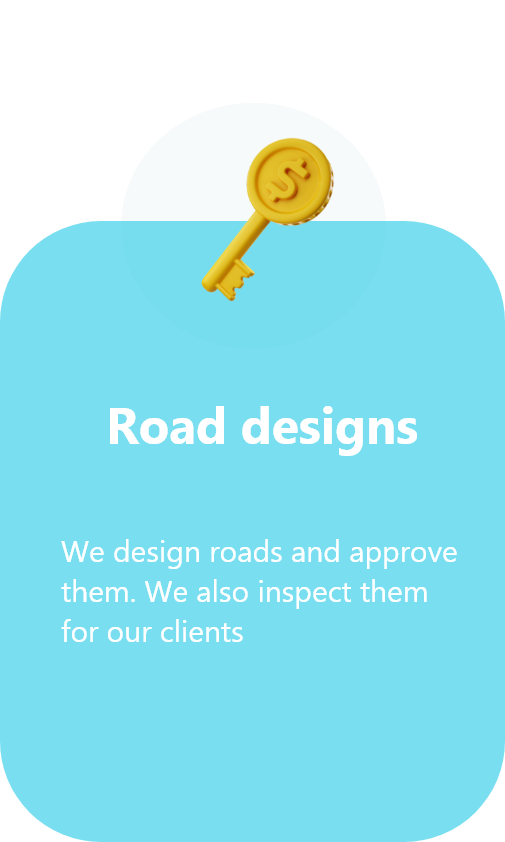 $
Road designs
We design roads and approve
them. We also inspect them
for our clients